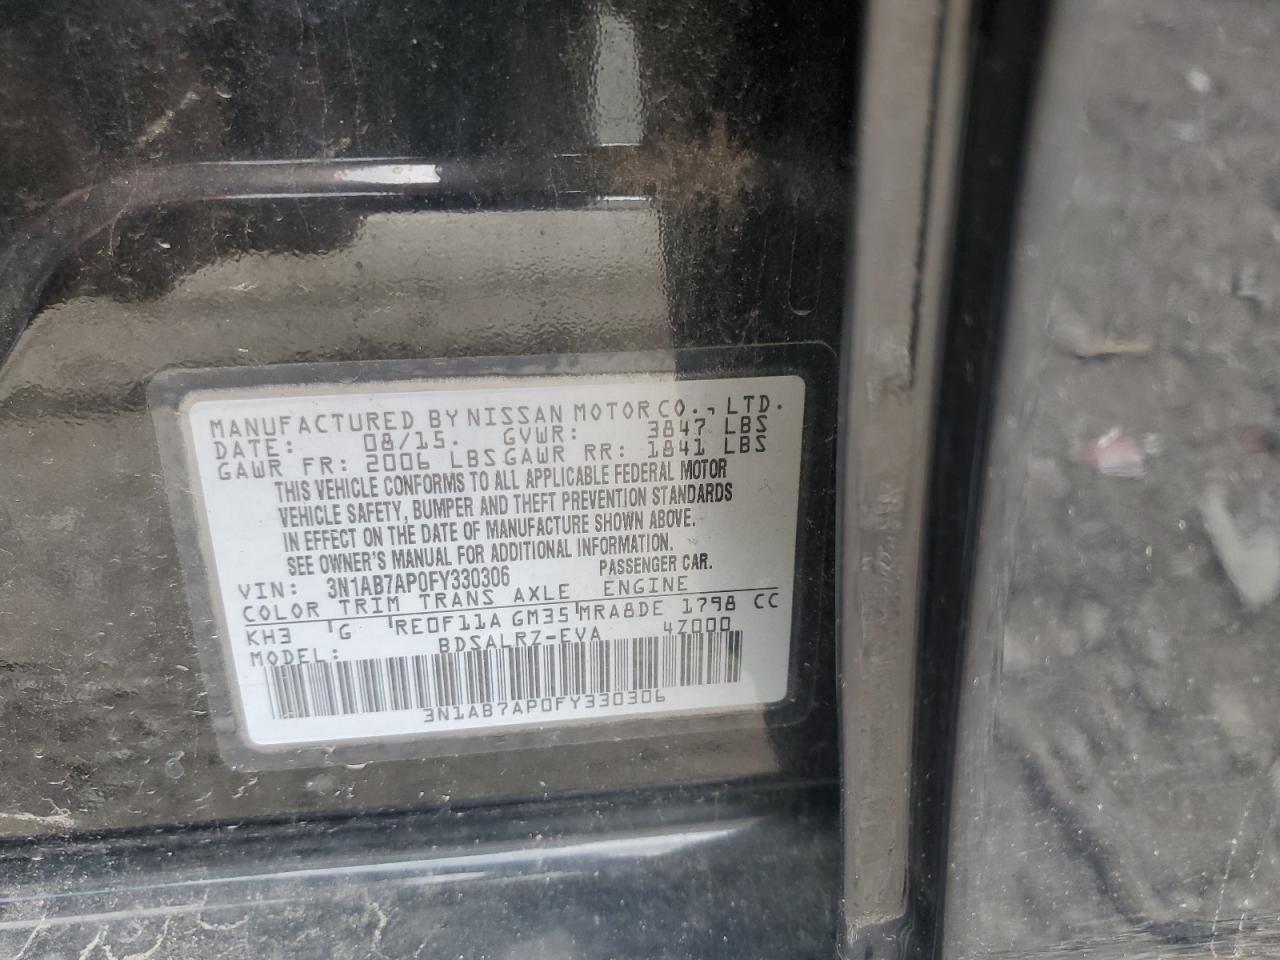 MANUFACTURED BY NISSAN MOTOR CO., LTD.
DATE: 08/15. GVWR: 3847 LBS
GAWR FR: 2006 LBS GAWR RR: 1841 LBS
THIS VEHICLE CONFORMS TO ALL APPLICABLE FEDERAL MOTOR
VEHICLE SAFETY, BUMPER AND THEFT PREVENTION STANDARDS
IN EFFECT ON THE DATE OF MANUFACTURE SHOWN ABOVE.
SEE OWNER'S MANUAL FOR ADDITIONAL INFORMATION.
VIN: 3N1AB7AP0FY330306 PASSENGER CAR.
COLOR TRIM TRANS AXLE ENGINE
KH3 G RE0F11A GM35 MRA8DE 1798 CC
MODEL: BDSALRZ-EVA 4Z000
3N1AB7AP0FY330306